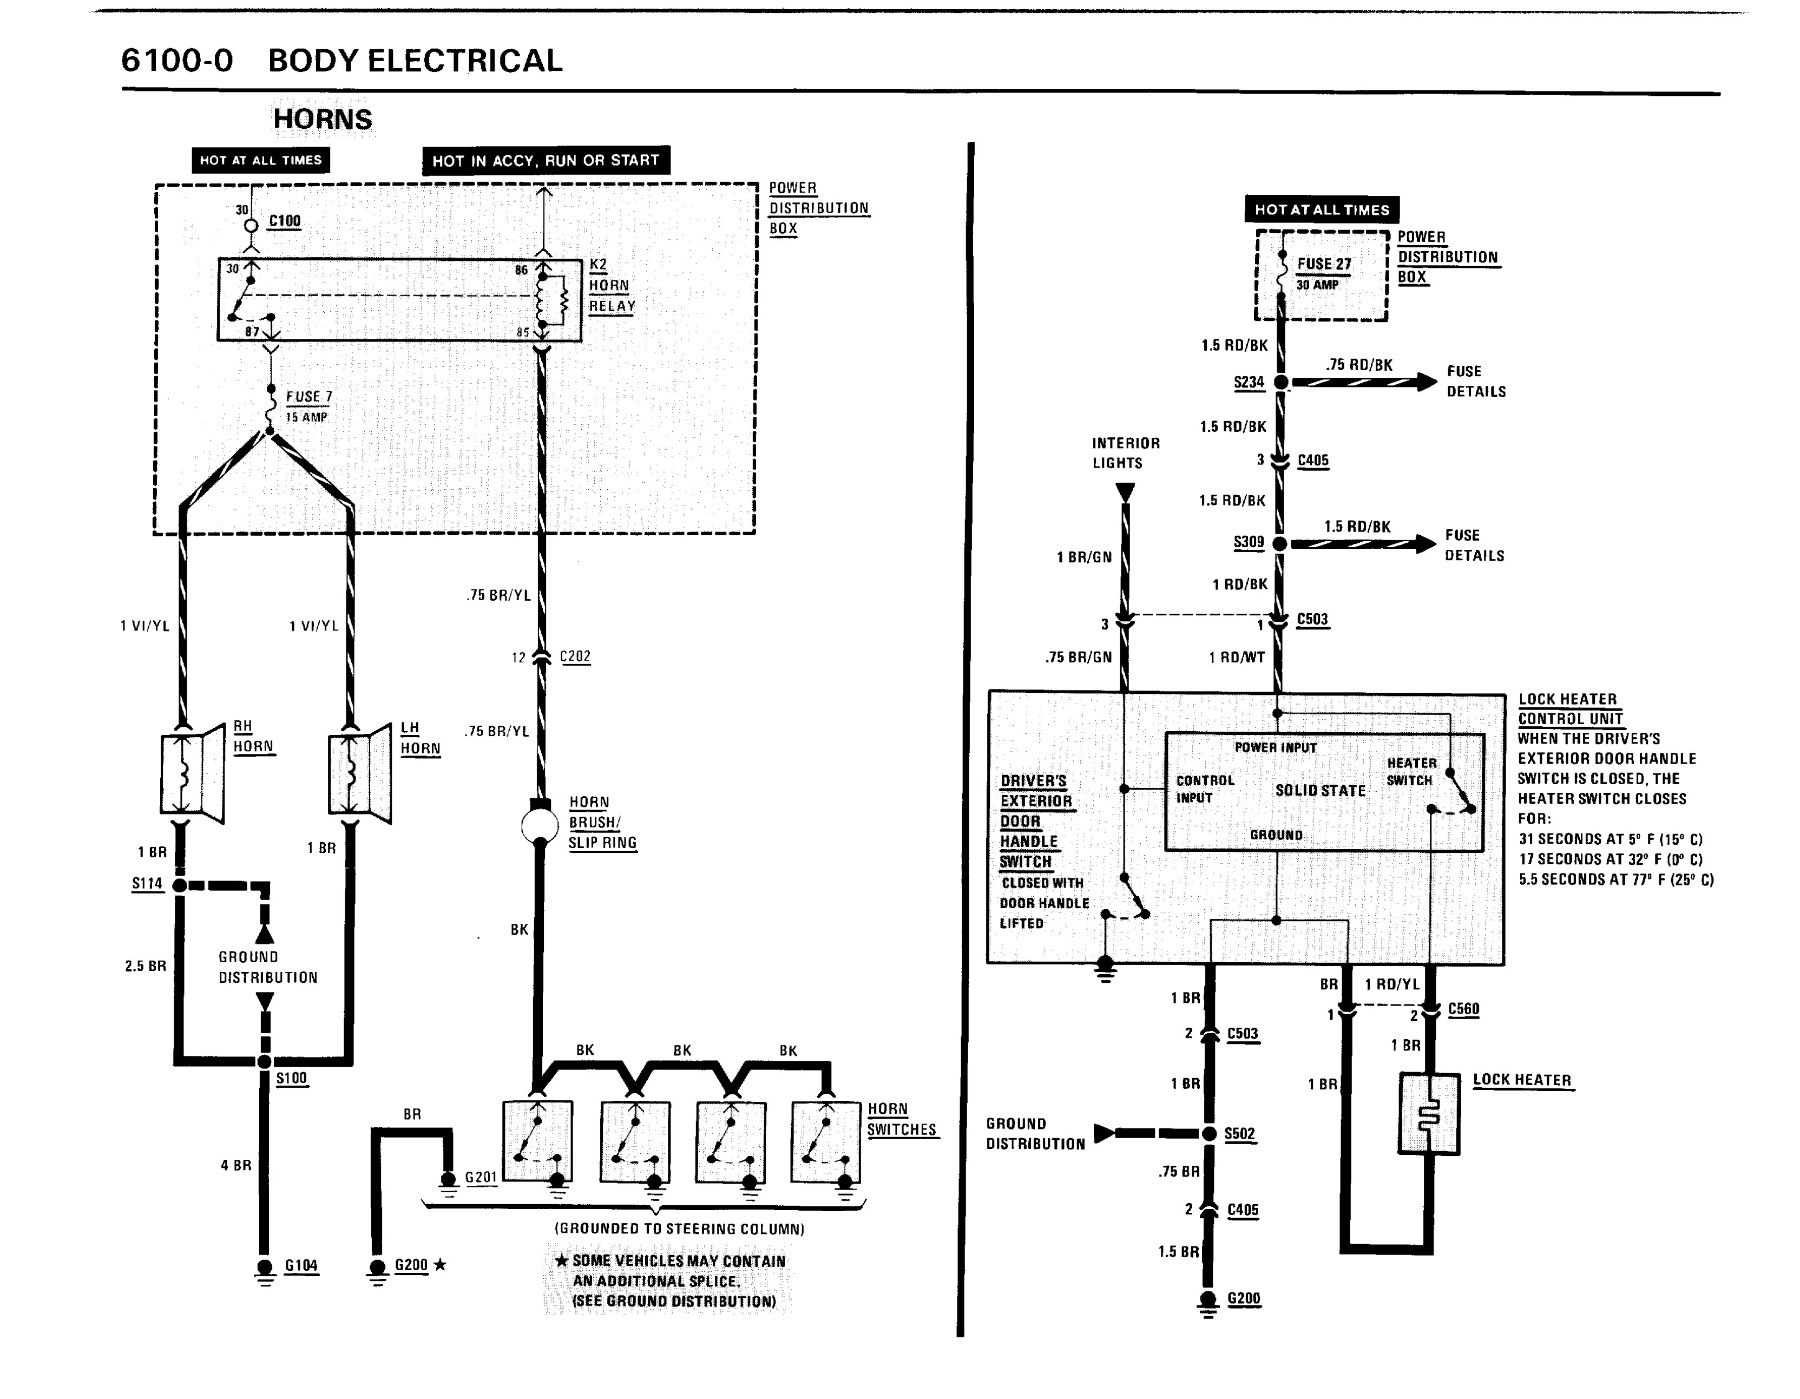 6100-0 BODY ELECTRICAL
HORNS
HOT AT ALL TIMES
HOT IN ACCY, RUN OR START
POWER
DISTRIBUTION
BOX
30
C100
30
86
K2
HORN
RELAY
87
85
FUSE 7
15 AMP
.75 BR/YL
1 VI/YL
1 VI/YL
12
C202
.75 BR/YL
RH
HORN
LH
HORN
HORN
BRUSH/
SLIP RING
1 BR
1 BR
S114
BK
2.5 BR
GROUND
DISTRIBUTION
S100
BK
BK
BK
BR
HORN
SWITCHES
4 BR
G201
(GROUNDED TO STEERING COLUMN)
G104
G200 ★
★ SOME VEHICLES MAY CONTAIN
AN ADDITIONAL SPLICE.
(SEE GROUND DISTRIBUTION)
HOT AT ALL TIMES
POWER
DISTRIBUTION
BOX
FUSE 27
30 AMP
1.5 RD/BK
.75 RD/BK
S234
FUSE
DETAILS
1.5 RD/BK
INTERIOR
LIGHTS
3
C405
1.5 RD/BK
1.5 RD/BK
S309
FUSE
DETAILS
1 BR/GN
1 RD/BK
3
1
C503
.75 BR/GN
1 RD/WT
LOCK HEATER
CONTROL UNIT
WHEN THE DRIVER'S
EXTERIOR DOOR HANDLE
SWITCH IS CLOSED, THE
HEATER SWITCH CLOSES
FOR:
31 SECONDS AT 5° F (15° C)
17 SECONDS AT 32° F (0° C)
5.5 SECONDS AT 77° F (25° C)
POWER INPUT
HEATER
SWITCH
CONTROL
INPUT
SOLID STATE
GROUND
DRIVER'S
EXTERIOR
DOOR
HANDLE
SWITCH
CLOSED WITH
DOOR HANDLE
LIFTED
1 BR
BR
1 RD/YL
1
2
C560
2
C503
1 BR
1 BR
1 BR
LOCK HEATER
GROUND
DISTRIBUTION
S502
.75 BR
2
C405
1.5 BR
G200